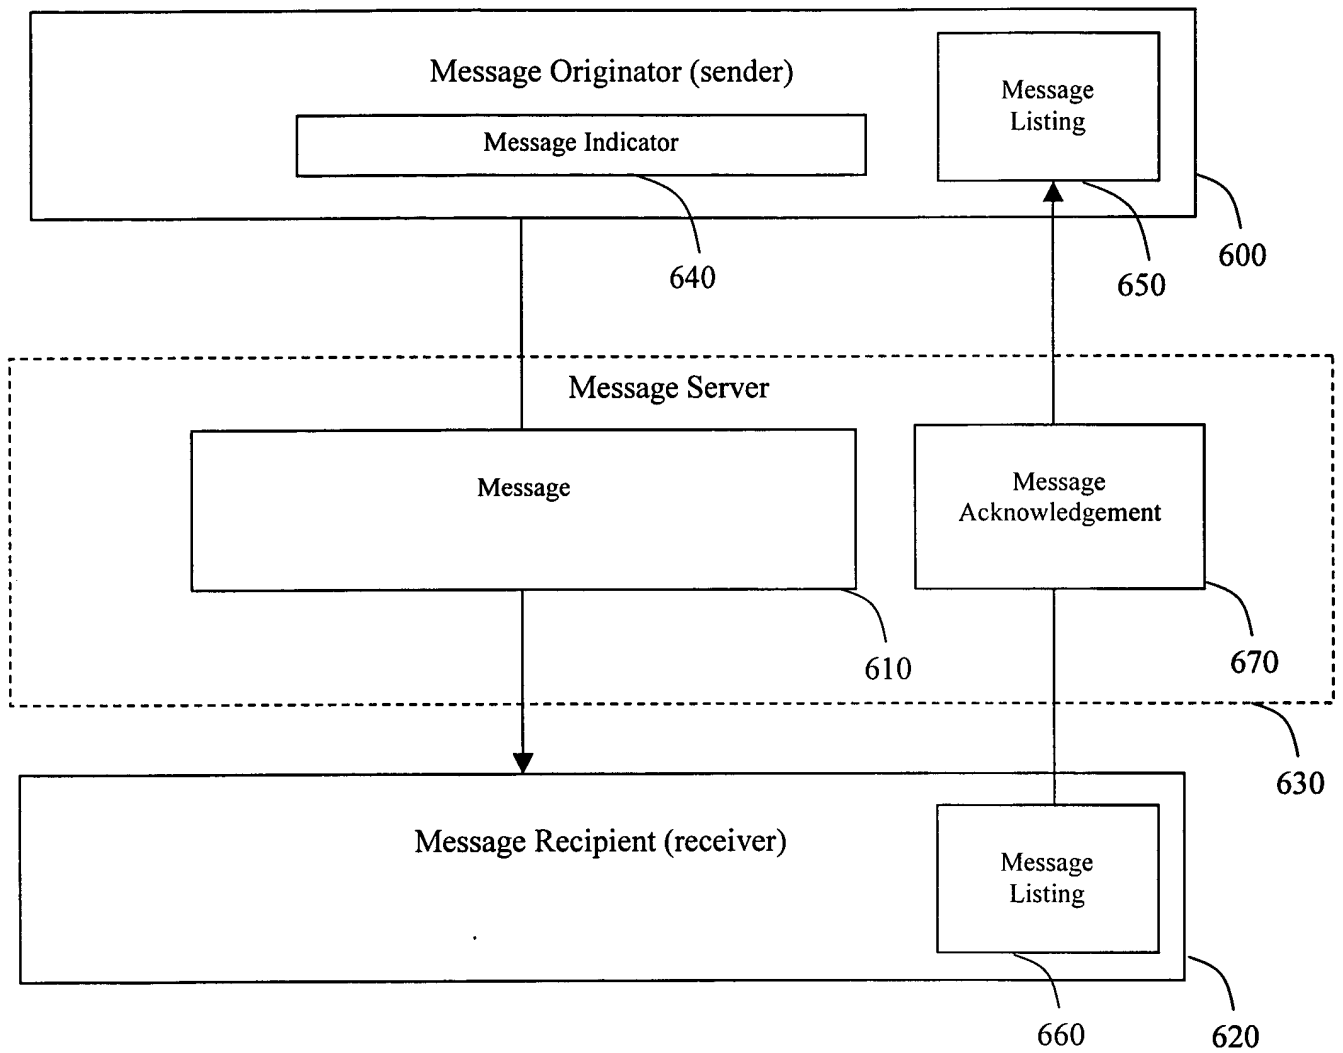 Message Originator (sender)
Message
Listing
Message Indicator
640
650
600
Message Server
Message
Message
Acknowledgement
610
670
630
Message Recipient (receiver)
Message
Listing
660
620